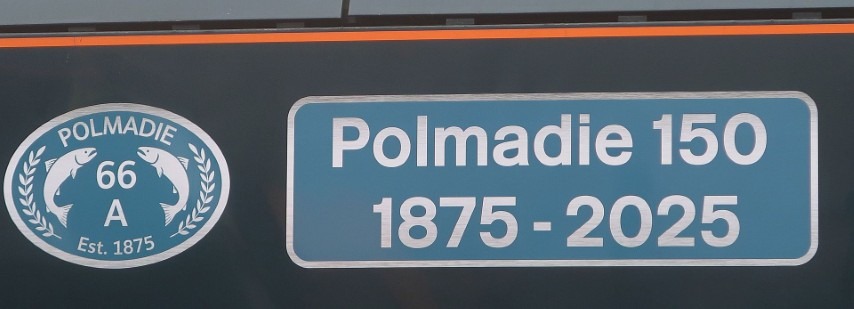 POLMADIE
66
A
Est. 1875
Polmadie 150
1875 - 2025